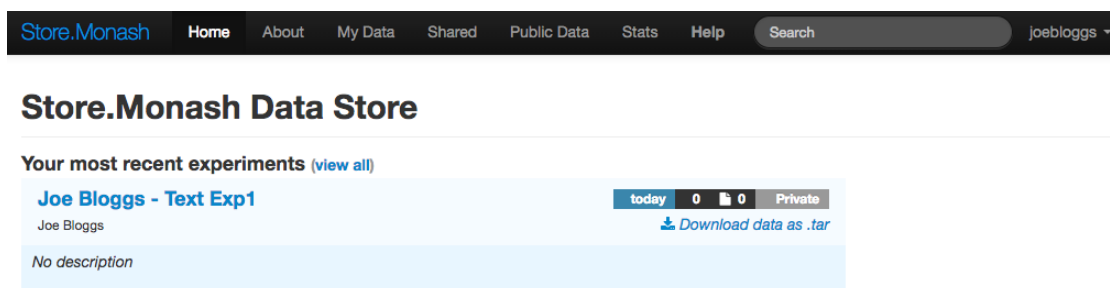 Store.Monash Home About My Data Shared Public Data Stats Help Search joebloggs
Store.Monash Data Store
Your most recent experiments (view all)
Joe Bloggs - Text Exp1 today 0 0 Private
Joe Bloggs Download data as .tar
No description